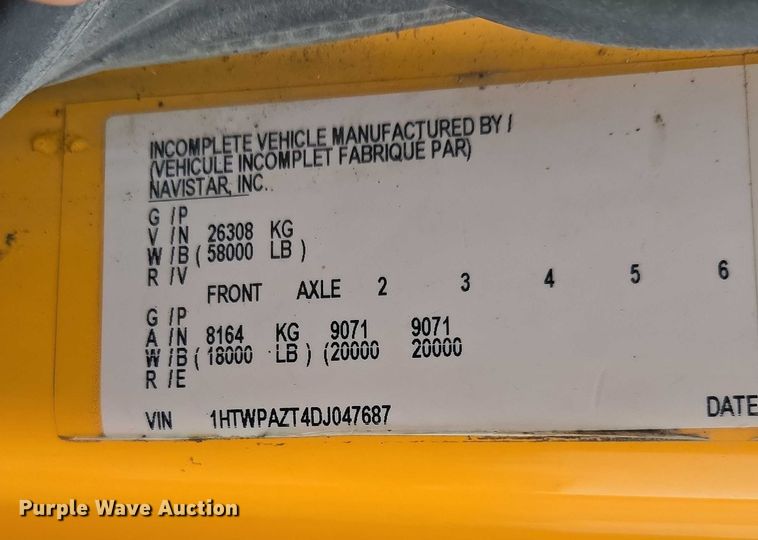 INCOMPLETE VEHICLE MANUFACTURED BY /
(VEHICULE INCOMPLET FABRIQUE PAR)
NAVISTAR, INC.
G /P
V /N 26308 KG
W /B ( 58000 LB )
R /V
FRONT AXLE 2 3 4 5 6
G /P
A /N 8164 KG 9071 9071
W /B ( 18000 LB ) (20000 20000
R /E
VIN 1HTWPAZT4DJ047687 DATE
Purple Wave Auction